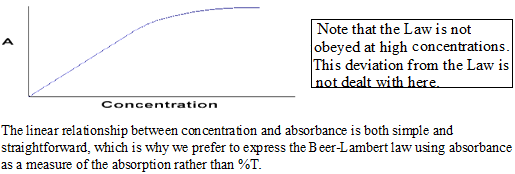 A
Concentration
Note that the Law is not
obeyed at high concentrations.
This deviation from the Law is
not dealt with here.
The linear relationship between concentration and absorbance is both simple and
straightforward, which is why we prefer to express the Beer-Lambert law using absorbance
as a measure of the absorption rather than %T.